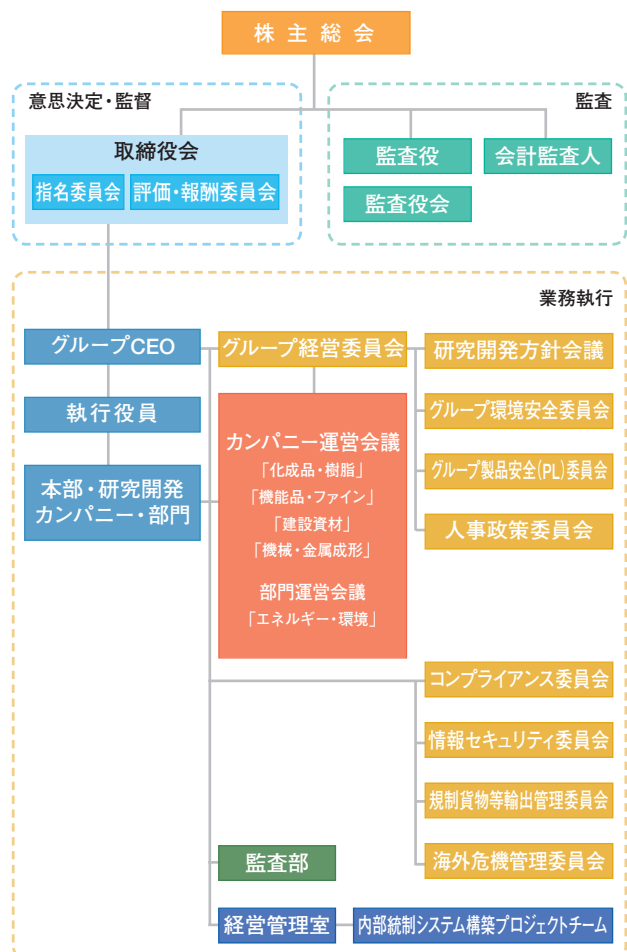 株主総会
意思決定・監督
監査
取締役会
指名委員会
評価・報酬委員会
監査役
会計監査人
監査役会
業務執行
グループCEO
グループ経営委員会
研究開発方針会議
執行役員
グループ環境安全委員会
本部・研究開発
カンパニー・部門
カンパニー運営会議
「化成品・樹脂」
「機能品・ファイン」
「建設資材」
「機械・金属成形」
部門運営会議
「エネルギー・環境」
グループ製品安全(PL)委員会
人事政策委員会
コンプライアンス委員会
情報セキュリティ委員会
規制貨物等輸出管理委員会
海外危機管理委員会
監査部
経営管理室
内部統制システム構築プロジェクトチーム